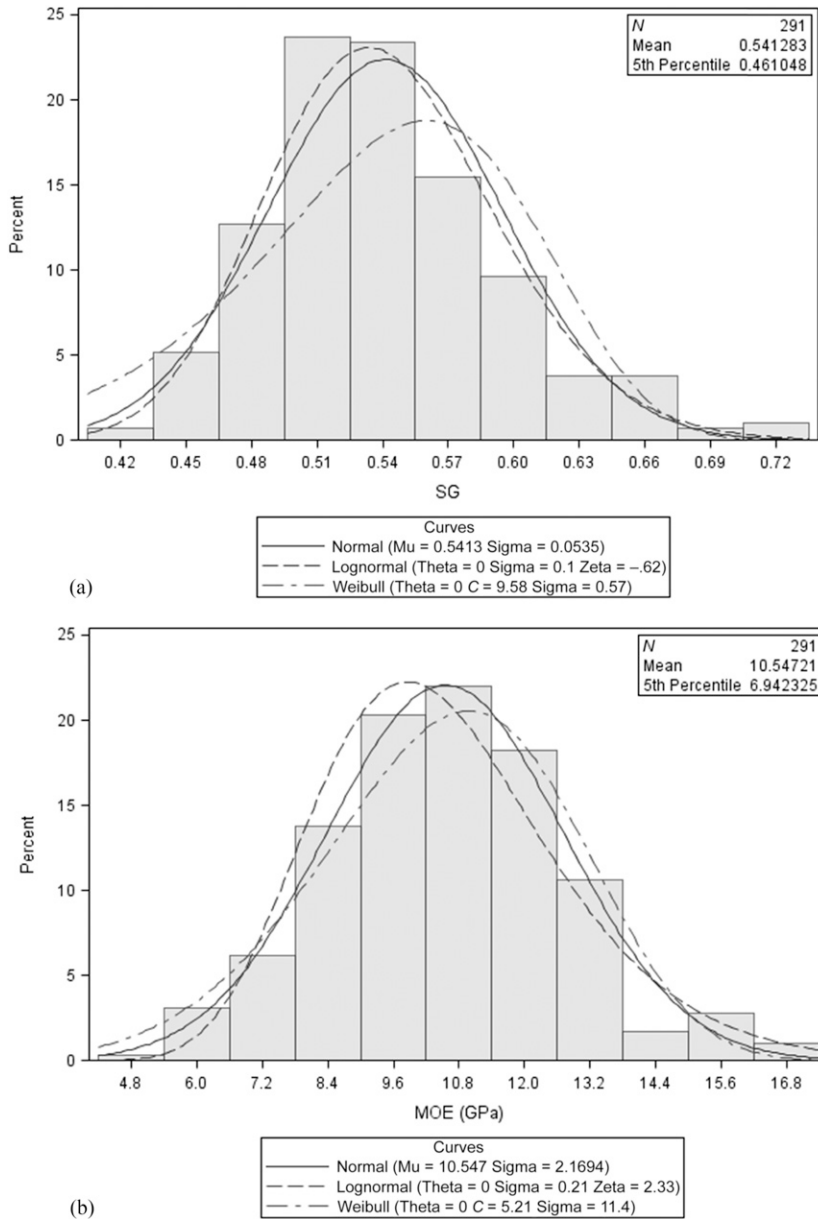 25
20
15
10
5
0
Percent
N 291
Mean 0.541283
5th Percentile 0.461048
0.42 0.45 0.48 0.51 0.54 0.57 0.60 0.63 0.66 0.69 0.72
SG
Curves
Normal (Mu = 0.5413 Sigma = 0.0535)
Lognormal (Theta = 0 Sigma = 0.1 Zeta = –.62)
Weibull (Theta = 0 C = 9.58 Sigma = 0.57)
(a)
25
20
15
10
5
0
Percent
N 291
Mean 10.54721
5th Percentile 6.942325
4.8 6.0 7.2 8.4 9.6 10.8 12.0 13.2 14.4 15.6 16.8
MOE (GPa)
Curves
Normal (Mu = 10.547 Sigma = 2.1694)
Lognormal (Theta = 0 Sigma = 0.21 Zeta = 2.33)
Weibull (Theta = 0 C = 5.21 Sigma = 11.4)
(b)